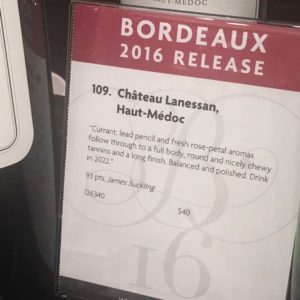 HAUT-MÉDOC
BORDEAUX
2016 RELEASE
109. Château Lanessan,
Haut-Médoc
"Currant, lead pencil and fresh rose-petal aromas
follow through to a full body, round and nicely chewy
tannins and a long finish. Balanced and polished. Drink
in 2022."
93 pts, James Suckling
126340 $40
16